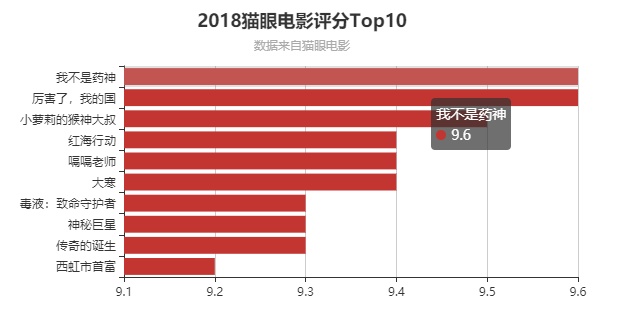 2018猫眼电影评分Top10
数据来自猫眼电影
我不是药神
厉害了，我的国
小萝莉的猴神大叔
红海行动
嗝嗝老师
大寒
毒液：致命守护者
神秘巨星
传奇的诞生
西虹市首富
我不是药神
9.6
9.1 9.2 9.3 9.4 9.5 9.6